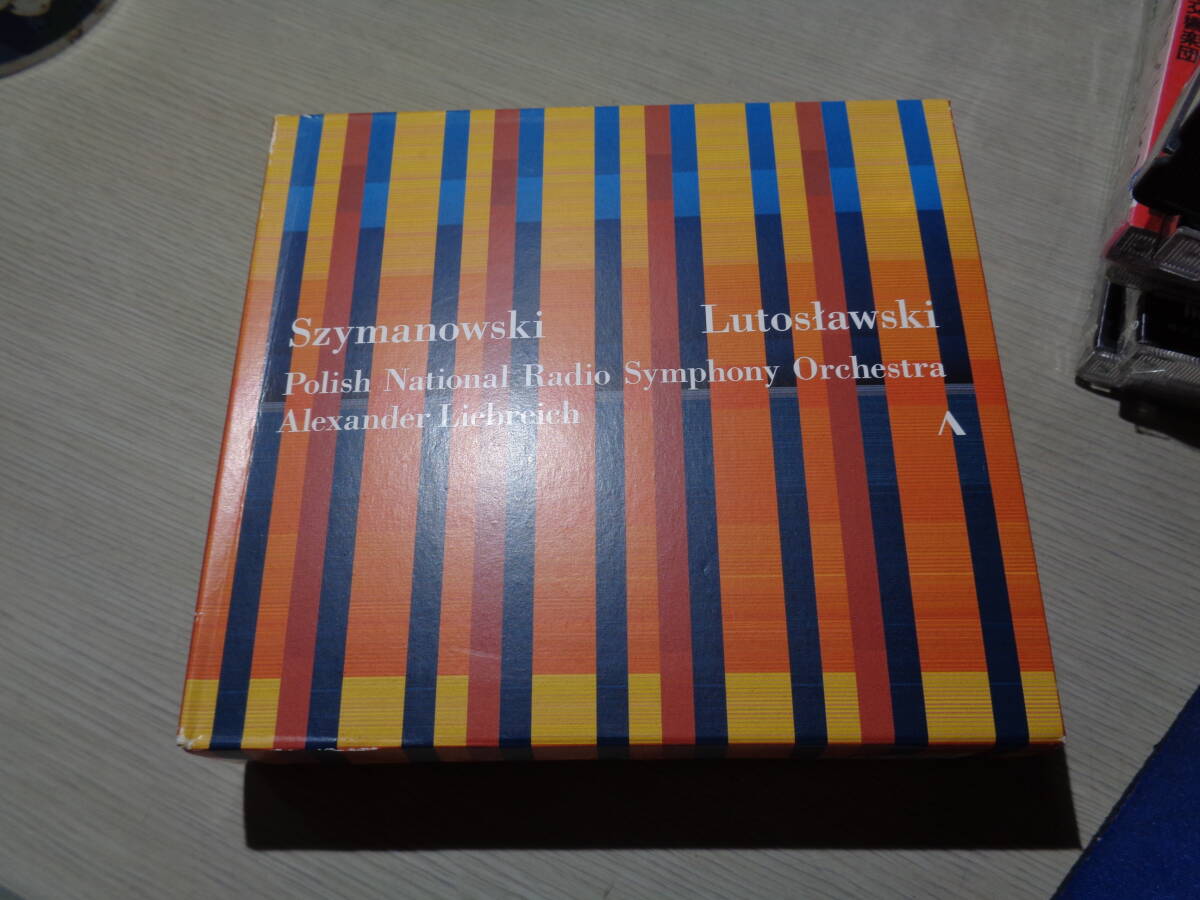 Szymanowski Lutosławski
Polish National Radio Symphony Orchestra
Alexander Liebreich